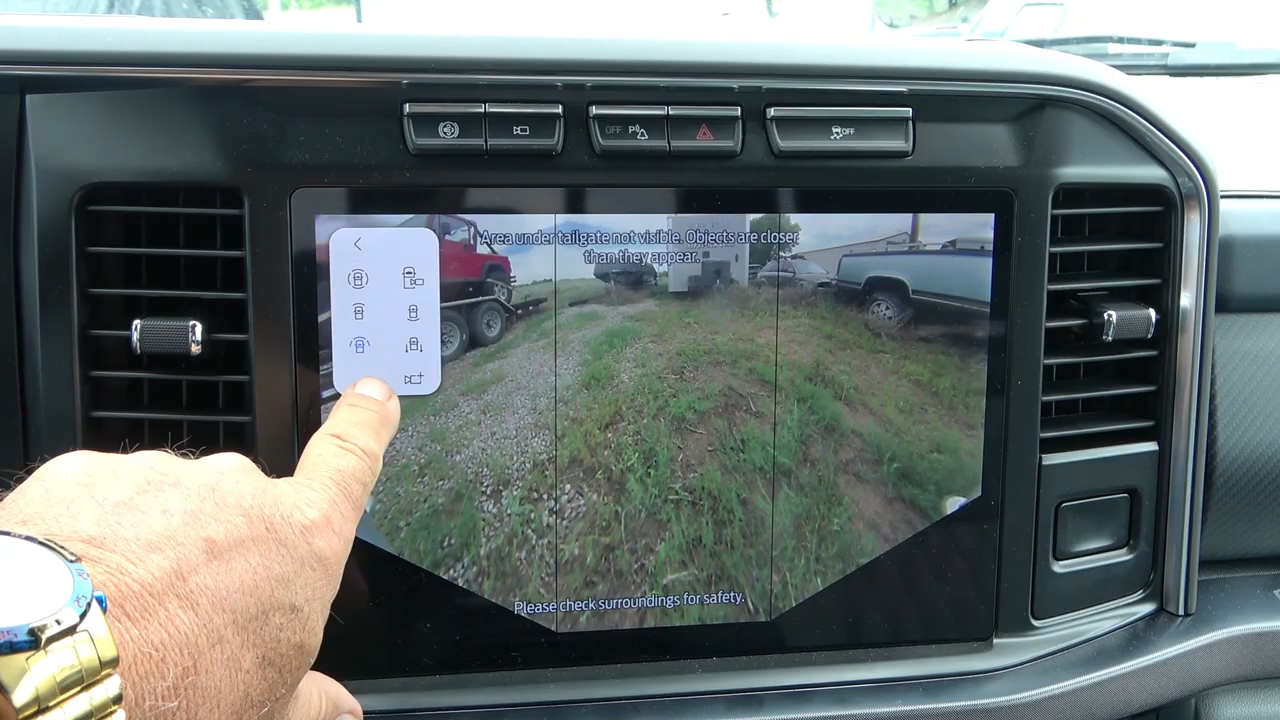 OFF P
OFF
Area under tailgate not visible. Objects are closer
than they appear.
Please check surroundings for safety.